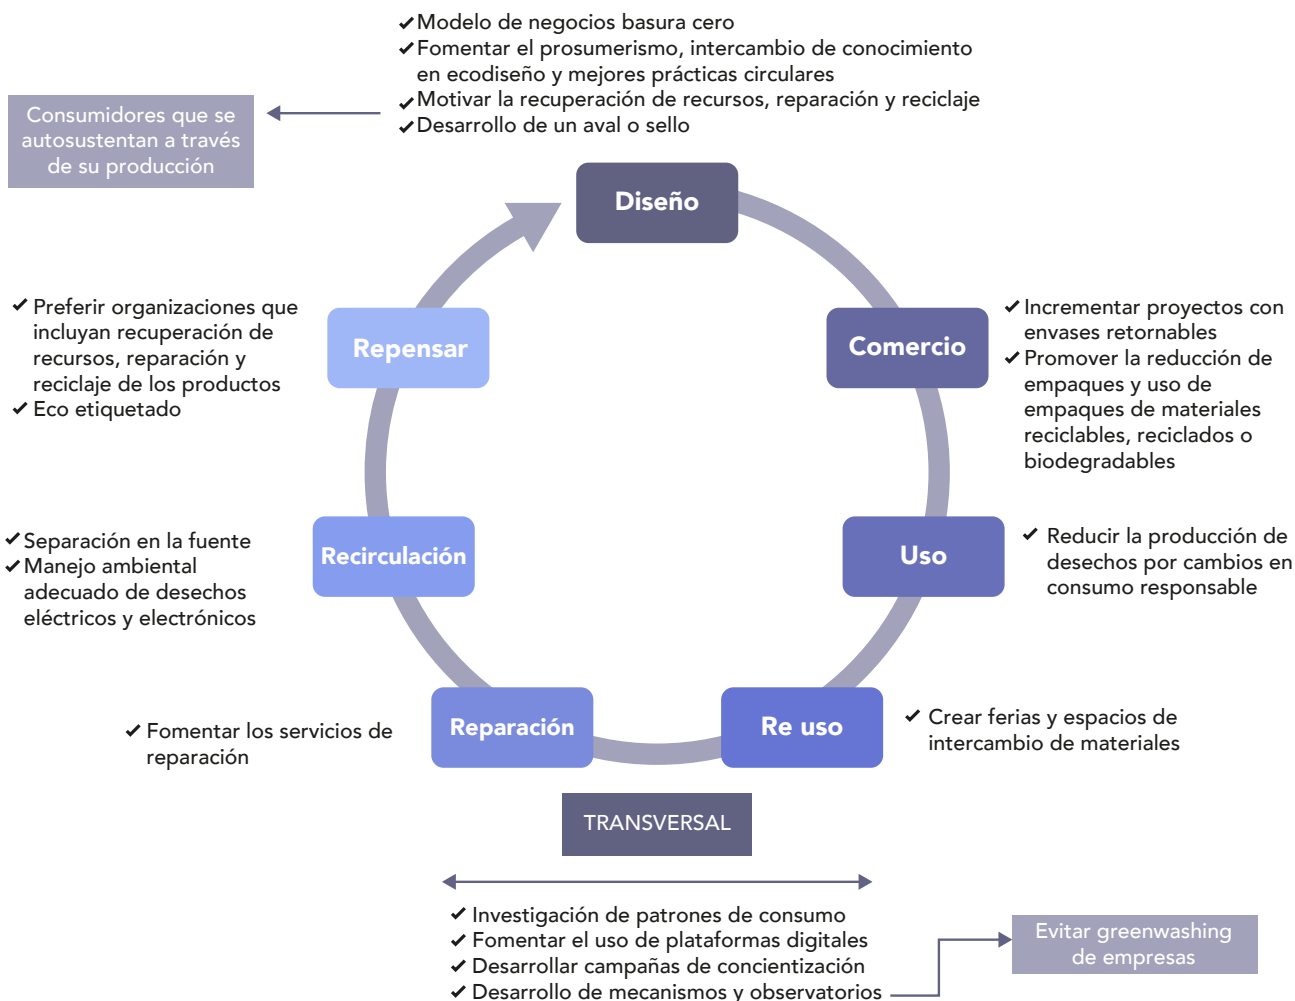 ✓ Modelo de negocios basura cero
✓ Fomentar el prosumerismo, intercambio de conocimiento
en ecodiseño y mejores prácticas circulares
✓ Motivar la recuperación de recursos, reparación y reciclaje
✓ Desarrollo de un aval o sello
Consumidores que se
autosustentan a través
de su producción
Diseño
Comercio
✓ Incrementar proyectos con
envases retornables
✓ Promover la reducción de
empaques y uso de
empaques de materiales
reciclables, reciclados o
biodegradables
Uso
✓ Reducir la producción de
desechos por cambios en
consumo responsable
Re uso
✓ Crear ferias y espacios de
intercambio de materiales
Reparación
✓ Fomentar los servicios de
reparación
Recirculación
✓ Separación en la fuente
✓ Manejo ambiental
adecuado de desechos
eléctricos y electrónicos
Repensar
✓ Preferir organizaciones que
incluyan recuperación de
recursos, reparación y
reciclaje de los productos
✓ Eco etiquetado
TRANSVERSAL
✓ Investigación de patrones de consumo
✓ Fomentar el uso de plataformas digitales
✓ Desarrollar campañas de concientización
✓ Desarrollo de mecanismos y observatorios
Evitar greenwashing
de empresas